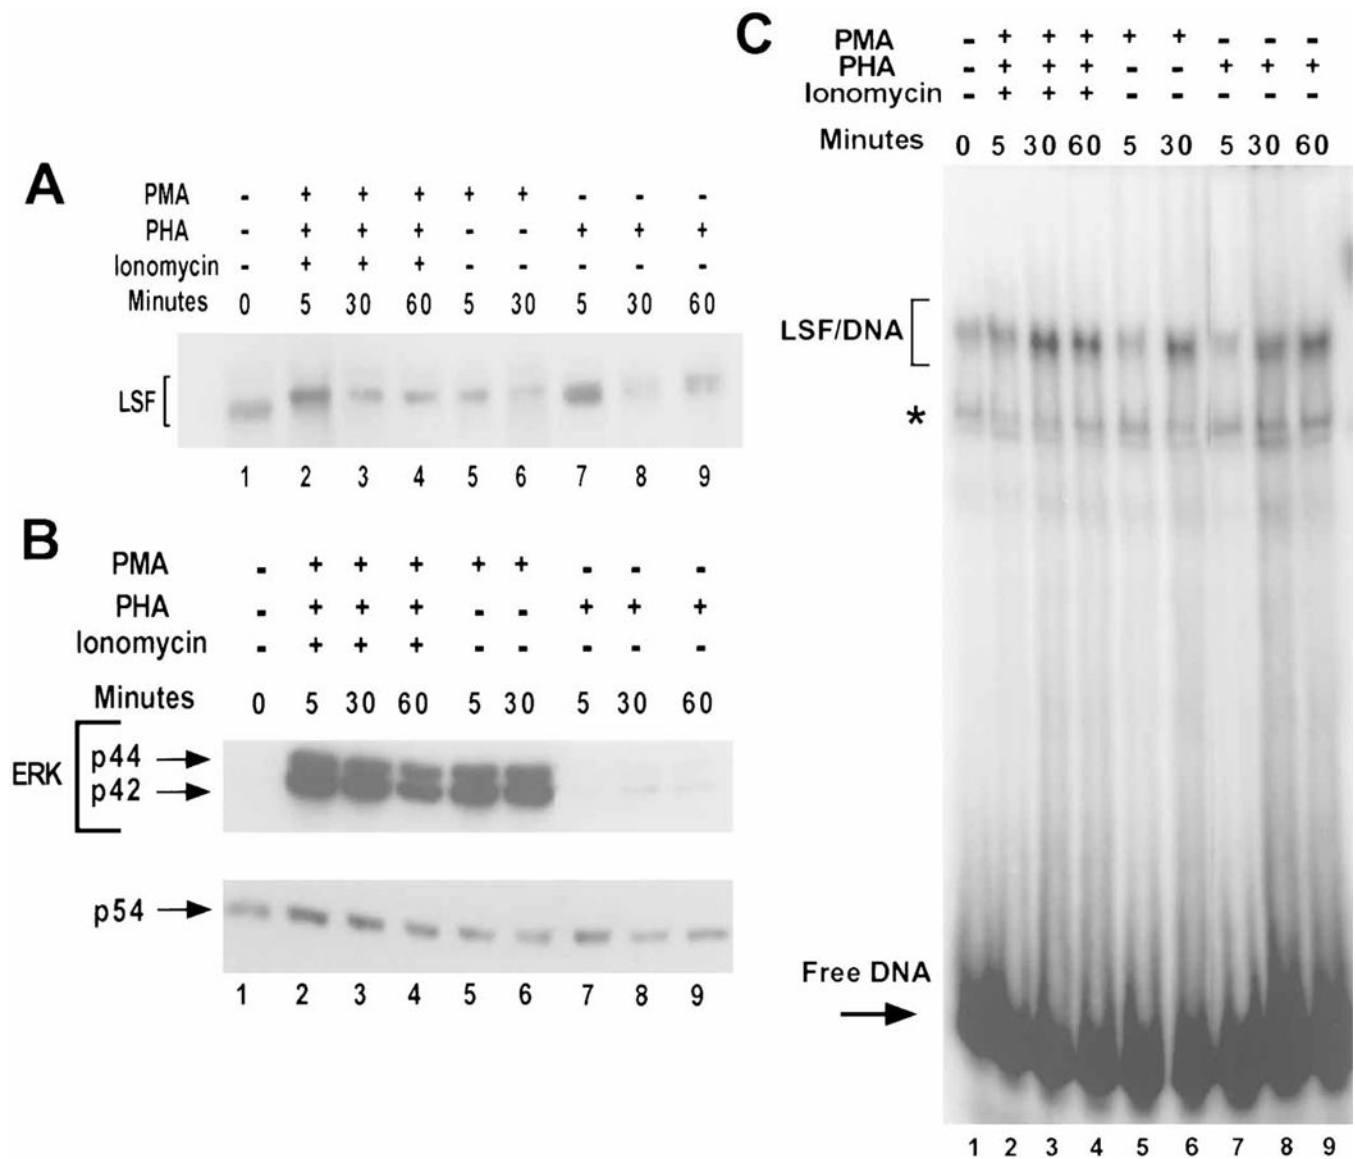 A
PMA - + + + + + - - -
PHA - + + + - - + + +
Ionomycin - + + + - - - - -
Minutes 0 5 30 60 5 30 5 30 60
LSF
1 2 3 4 5 6 7 8 9
B
PMA - + + + + + - - -
PHA - + + + - - + + +
Ionomycin - + + + - - - - -
Minutes 0 5 30 60 5 30 5 30 60
p44
ERK
p42
p54
1 2 3 4 5 6 7 8 9
C
PMA - + + + + + - - -
PHA - + + + - - + + +
Ionomycin - + + + - - - - -
Minutes 0 5 30 60 5 30 5 30 60
LSF/DNA
*
Free DNA
1 2 3 4 5 6 7 8 9